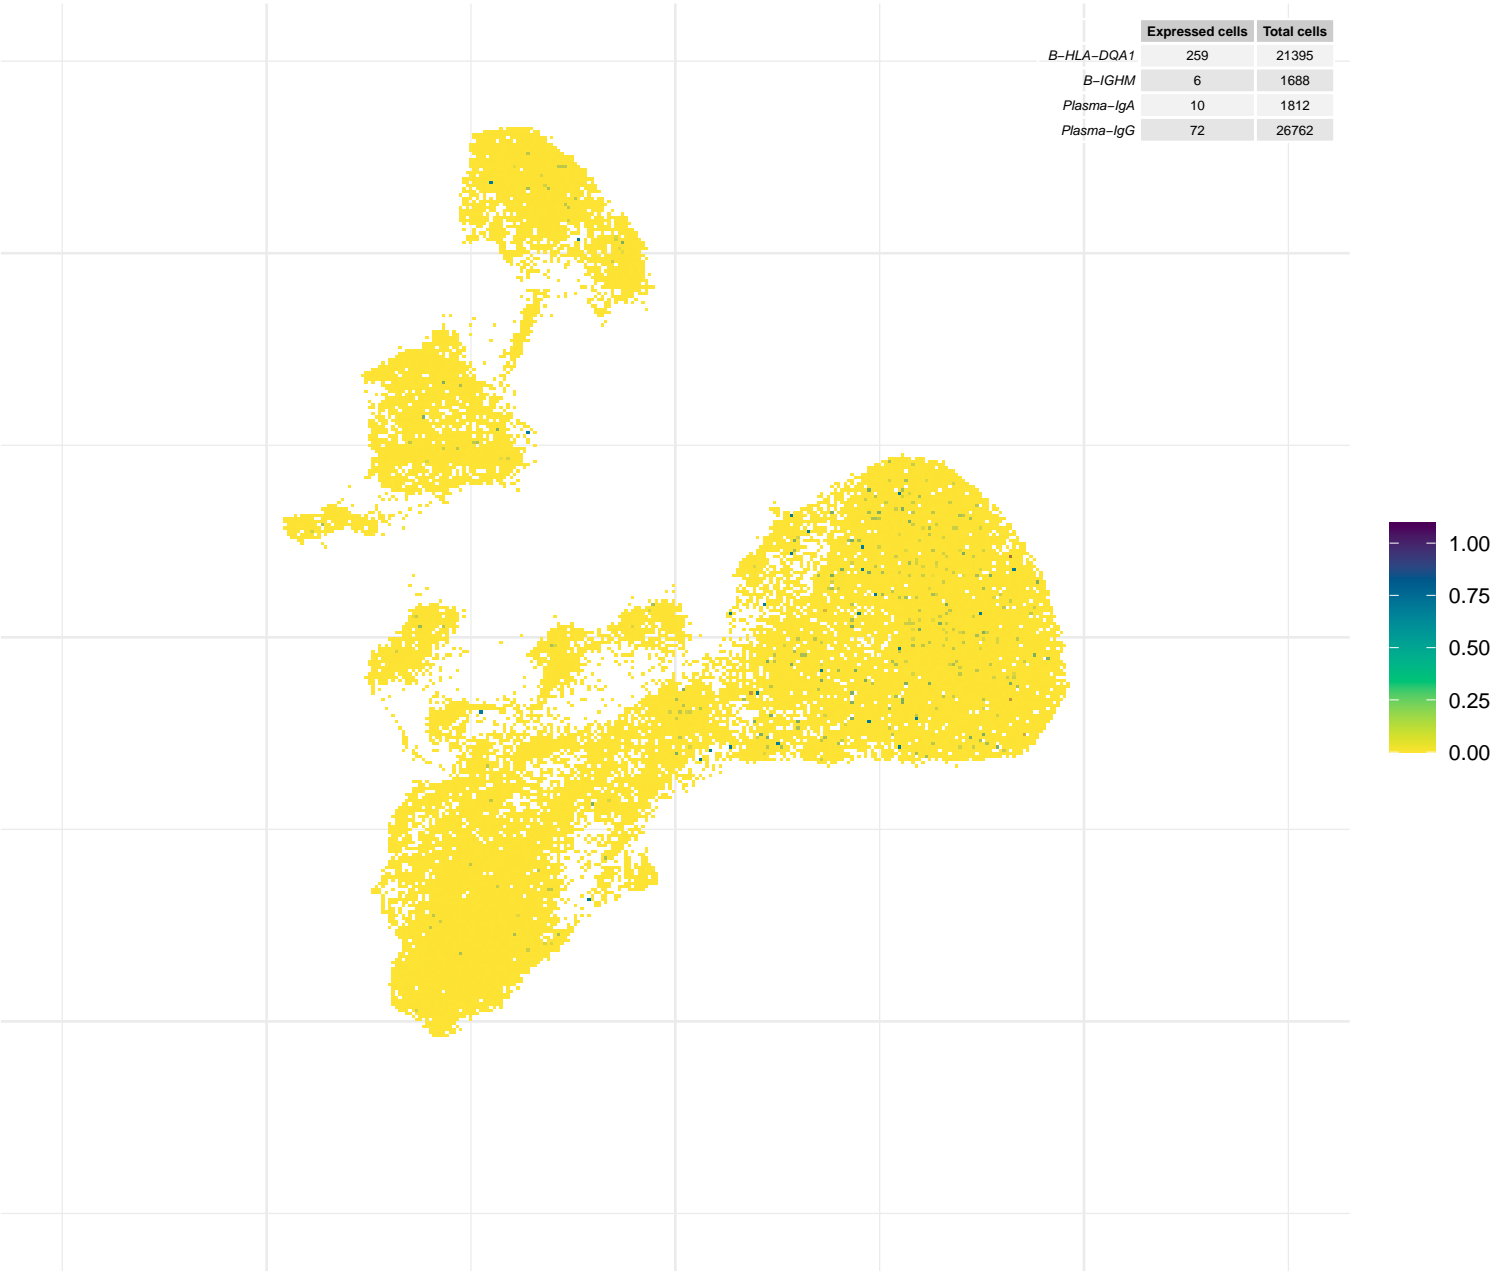 Expressed cells Total cells
B−HLA−DQA1 259 21395
B−IGHM 6 1688
Plasma−IgA 10 1812
Plasma−IgG 72 26762
1.00
0.75
0.50
0.25
0.00